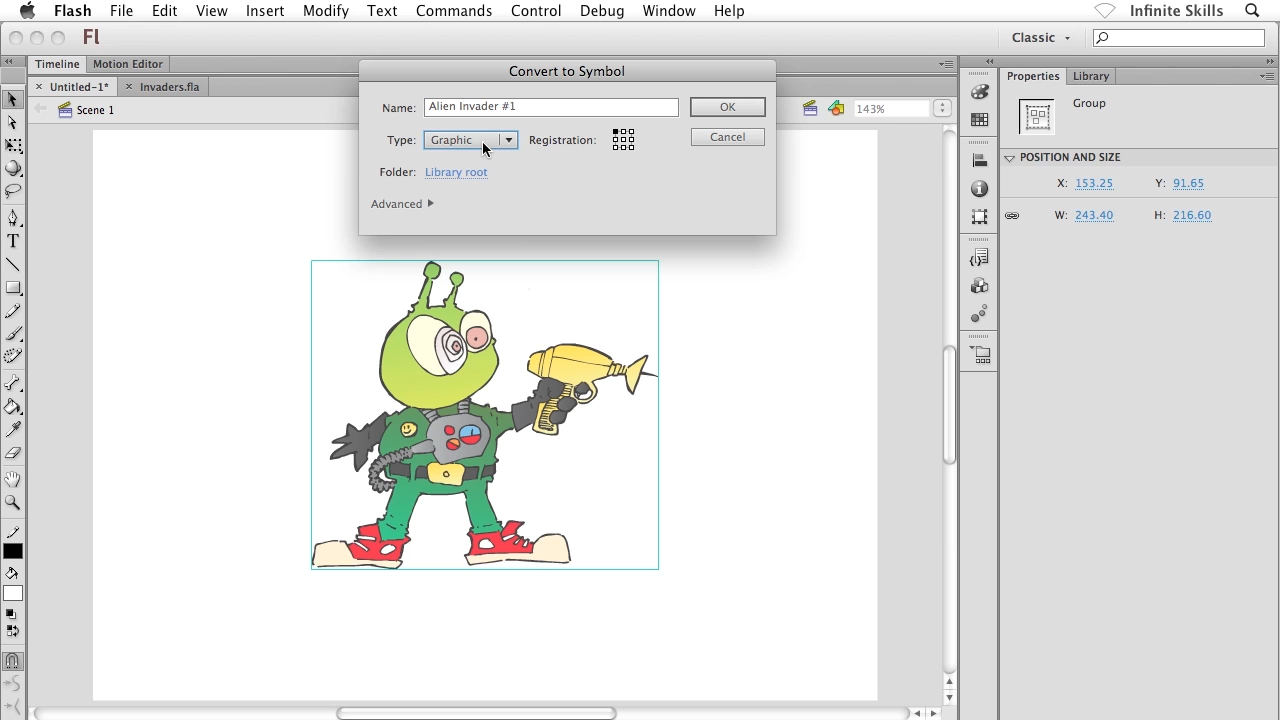 Flash File Edit View Insert Modify Text Commands Control Debug Window Help Infinite Skills
Fl Classic
Timeline Motion Editor
Untitled-1* Invaders.fla
Scene 1 143%
Convert to Symbol
Name: Alien Invader #1 OK
Type: Graphic Registration: Cancel
Folder: Library root
Advanced
Properties Library
Group
POSITION AND SIZE
X: 153.25 Y: 91.65
W: 243.40 H: 216.60
T